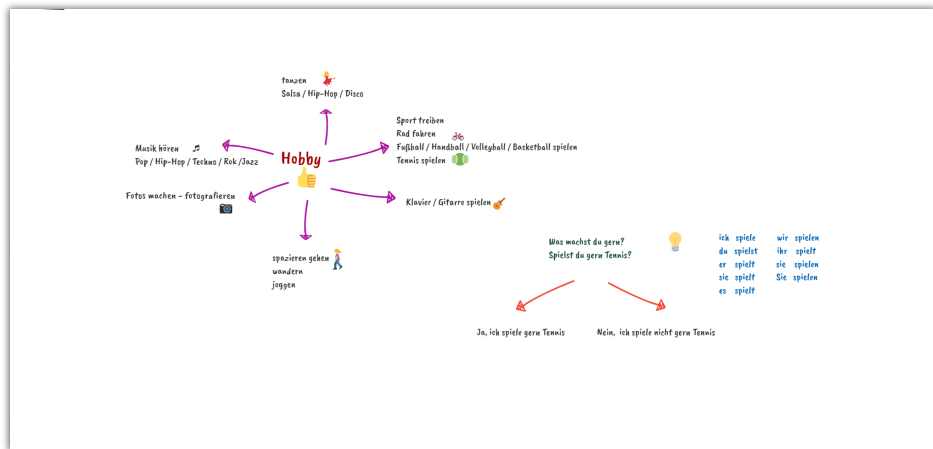 tanzen
Salsa / Hip-Hop / Disco
Sport treiben
Rad fahren
Fußball / Handball / Volleyball / Basketball spielen
Tennis spielen
Musik hören
Pop / Hip-Hop / Techno / Rok /Jazz
Hobby
Fotos machen - fotografieren
Klavier / Gitarre spielen
spazieren gehen
wandern
joggen
Was machst du gern?
Spielst du gern Tennis?
Ja, ich spiele gern Tennis
Nein, ich spiele nicht gern Tennis
ich spiele wir spielen
du spielst ihr spielt
er spielt sie spielen
sie spielt Sie spielen
es spielt